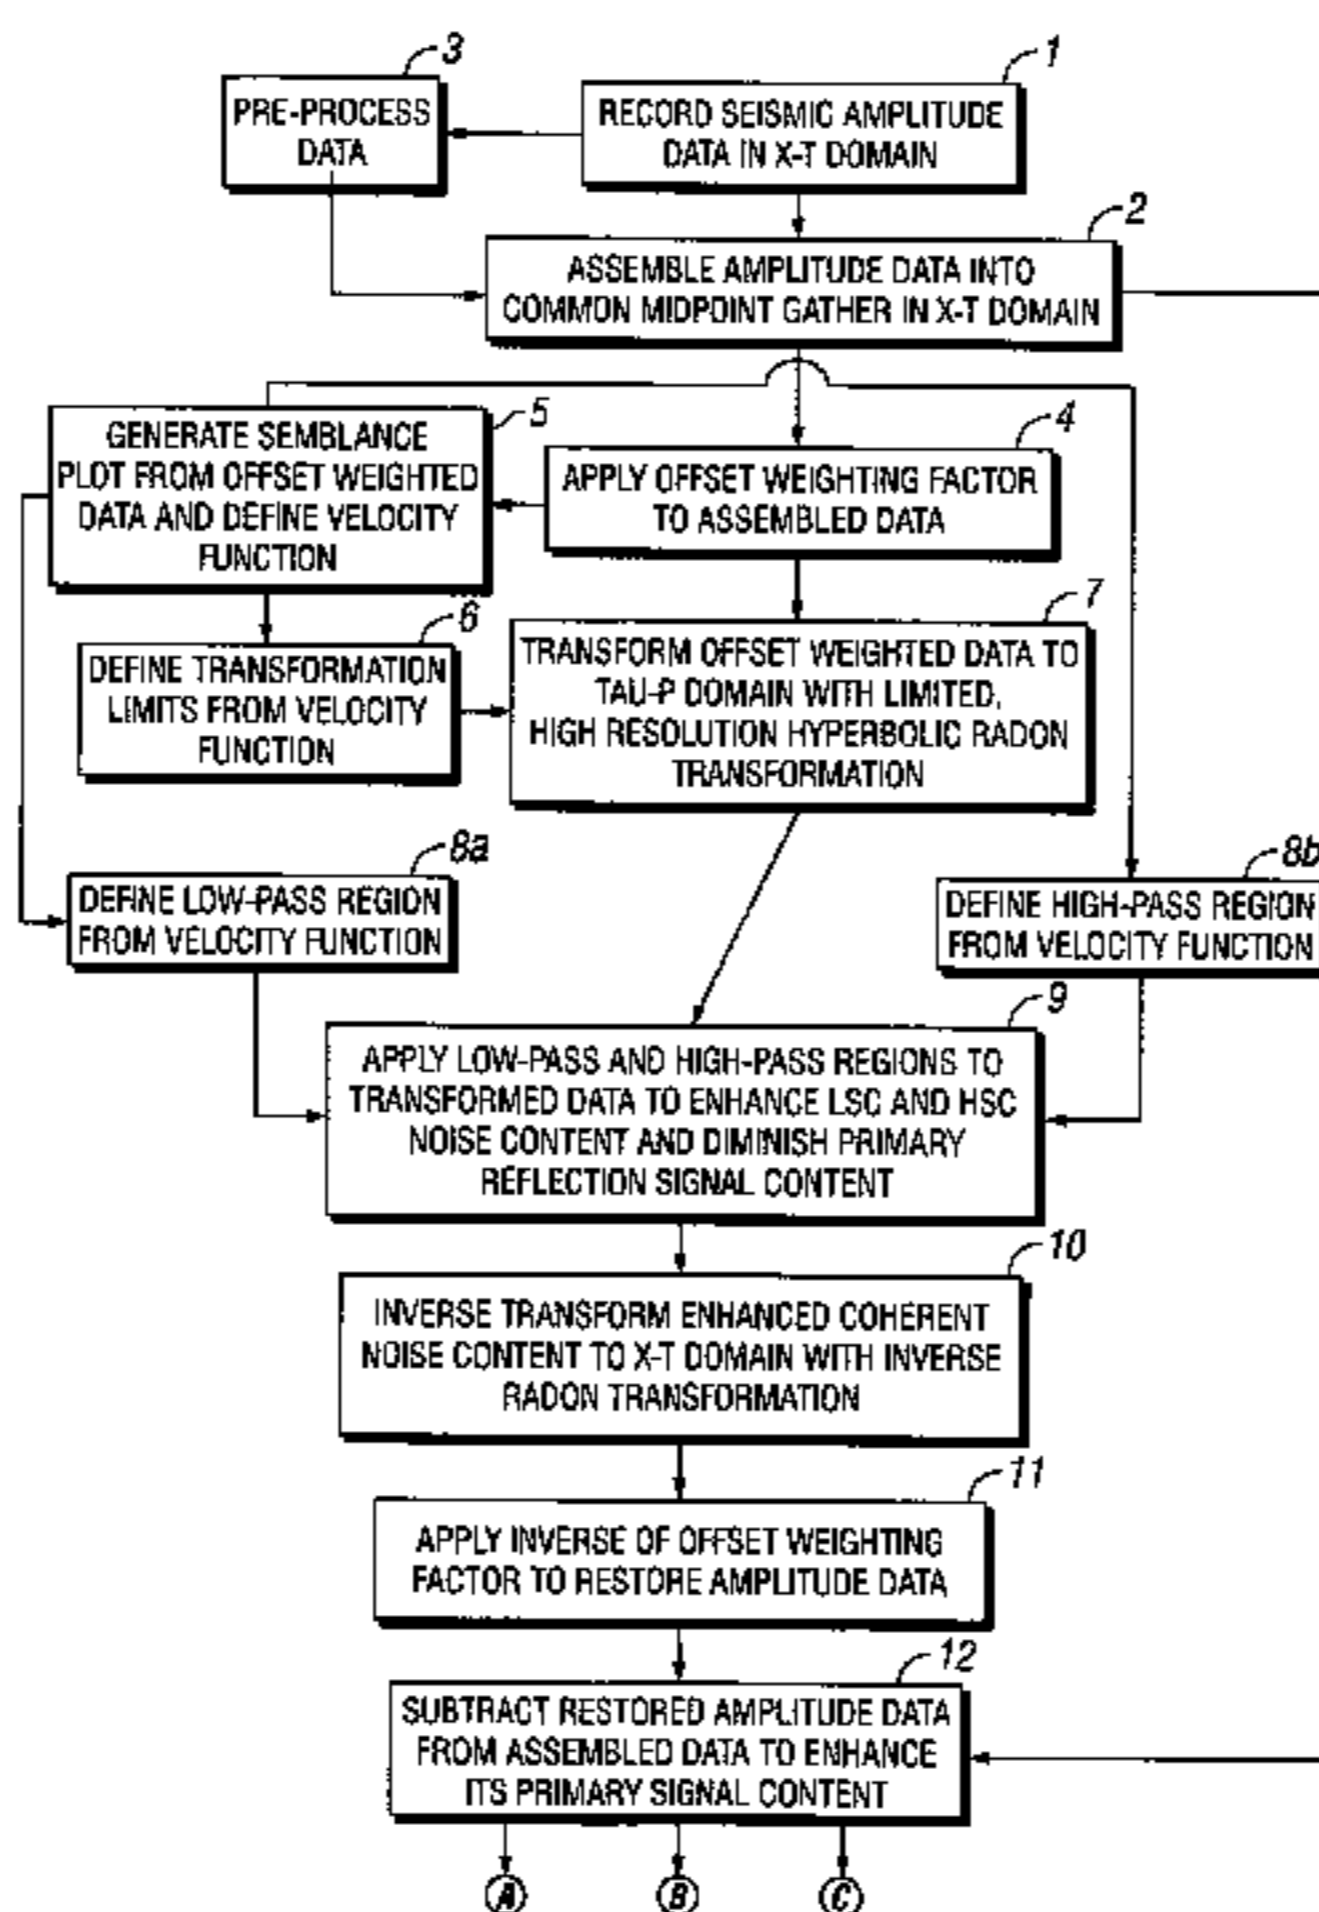 3
PRE-PROCESS
DATA
1
RECORD SEISMIC AMPLITUDE
DATA IN X-T DOMAIN
2
ASSEMBLE AMPLITUDE DATA INTO
COMMON MIDPOINT GATHER IN X-T DOMAIN
5
GENERATE SEMBLANCE
PLOT FROM OFFSET WEIGHTED
DATA AND DEFINE VELOCITY
FUNCTION
4
APPLY OFFSET WEIGHTING FACTOR
TO ASSEMBLED DATA
6
DEFINE TRANSFORMATION
LIMITS FROM VELOCITY
FUNCTION
7
TRANSFORM OFFSET WEIGHTED DATA TO
TAU-P DOMAIN WITH LIMITED,
HIGH RESOLUTION HYPERBOLIC RADON
TRANSFORMATION
8a
DEFINE LOW-PASS REGION
FROM VELOCITY FUNCTION
8b
DEFINE HIGH-PASS REGION
FROM VELOCITY FUNCTION
9
APPLY LOW-PASS AND HIGH-PASS REGIONS TO
TRANSFORMED DATA TO ENHANCE LSC AND HSC
NOISE CONTENT AND DIMINISH PRIMARY
REFLECTION SIGNAL CONTENT
10
INVERSE TRANSFORM ENHANCED COHERENT
NOISE CONTENT TO X-T DOMAIN WITH INVERSE
RADON TRANSFORMATION
11
APPLY INVERSE OF OFFSET WEIGHTING
FACTOR TO RESTORE AMPLITUDE DATA
12
SUBTRACT RESTORED AMPLITUDE DATA
FROM ASSEMBLED DATA TO ENHANCE
ITS PRIMARY SIGNAL CONTENT
A B C